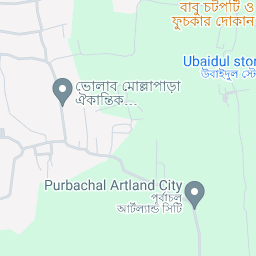 বাবু চটপটি ও
ফুচকার দোকান
Ubaidul stor
উবাইদুল স্টে
ভোলাব মোল্লাপাড়া
ঐকান্তিক...
Purbachal Artland City
পূর্বাচল
আর্টল্যান্ড সিটি